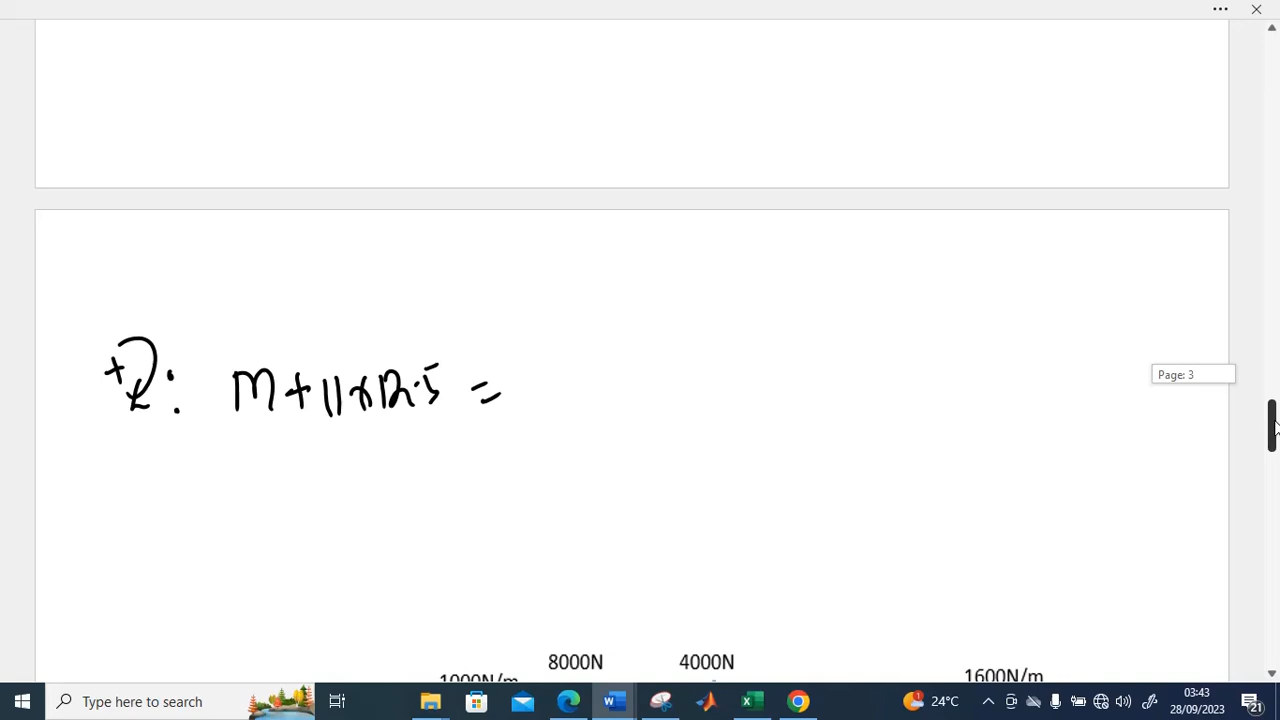 Page: 3
+ : M + 11 x 12.5 =
8000N 4000N
1000N/m 1600N/m
Type here to search
24°C
03:43
28/09/2023
21